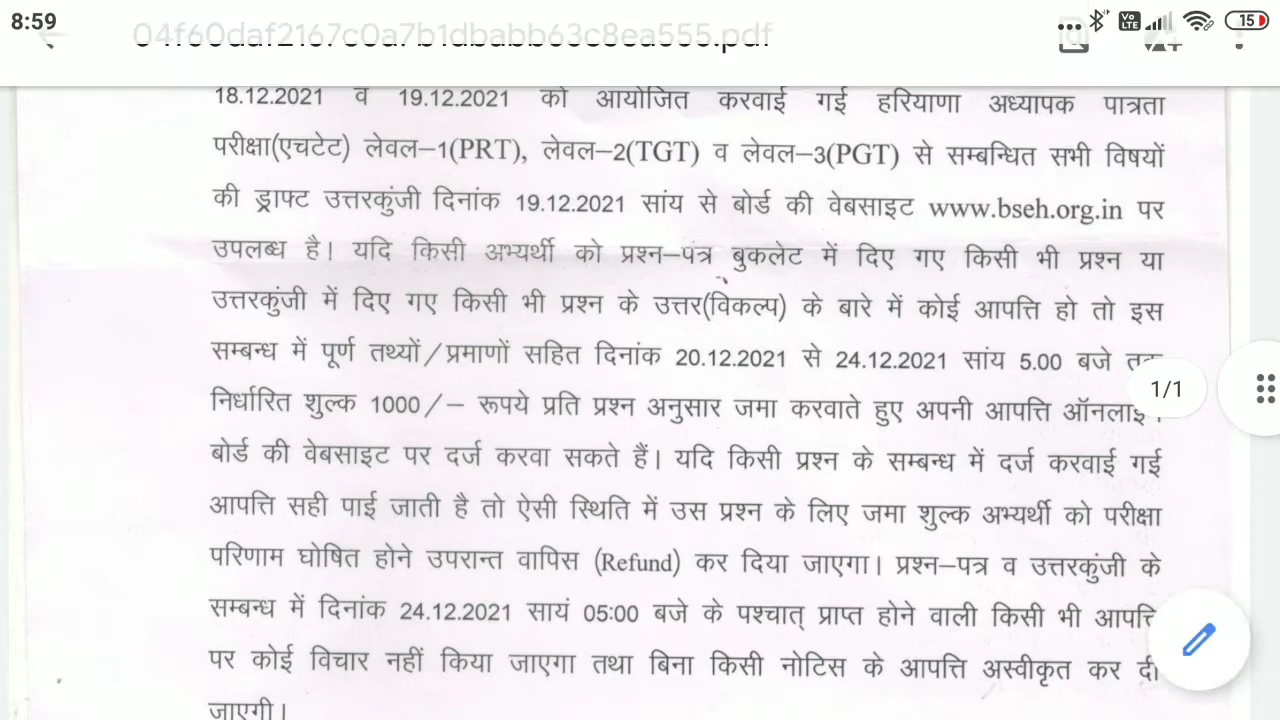 8:59
04f60daf2167c0a7b1dbabb63c8ea555.pdf
Vo LTE
15
18.12.2021 व 19.12.2021 को आयोजित करवाई गई हरियाणा अध्यापक पात्रता
परीक्षा(एचटेट) लेवल–1(PRT), लेवल–2(TGT) व लेवल–3(PGT) से सम्बन्धित सभी विषयों
की ड्राफ्ट उत्तरकुंजी दिनांक 19.12.2021 सांय से बोर्ड की वेबसाइट www.bseh.org.in पर
उपलब्ध है। यदि किसी अभ्यर्थी को प्रश्न–पत्र बुकलेट में दिए गए किसी भी प्रश्न या
उत्तरकुंजी में दिए गए किसी भी प्रश्न के उत्तर(विकल्प) के बारे में कोई आपत्ति हो तो इस
सम्बन्ध में पूर्ण तथ्यों/प्रमाणों सहित दिनांक 20.12.2021 से 24.12.2021 सांय 5.00 बजे
1/1
निर्धारित शुल्क 1000/– रूपये प्रति प्रश्न अनुसार जमा करवाते हुए अपनी आपत्ति
बोर्ड की वेबसाइट पर दर्ज करवा सकते हैं। यदि किसी प्रश्न के सम्बन्ध में दर्ज करवाई गई
आपत्ति सही पाई जाती है तो ऐसी स्थिति में उस प्रश्न के लिए जमा शुल्क अभ्यर्थी को परीक्षा
परिणाम घोषित होने उपरान्त वापिस (Refund) कर दिया जाएगा। प्रश्न–पत्र व उत्तरकुंजी के
सम्बन्ध में दिनांक 24.12.2021 सायं 05:00 बजे के पश्चात् प्राप्त होने वाली किसी भी आपत्ति
पर कोई विचार नहीं किया जाएगा तथा बिना किसी नोटिस के आपत्ति अस्वीकृत कर दी
जाएगी।